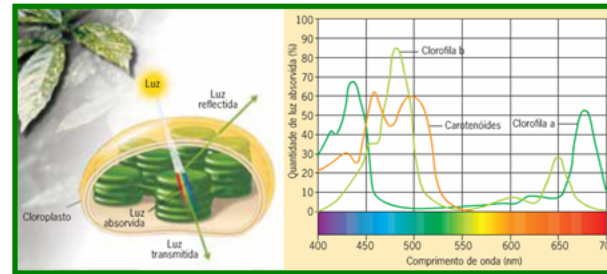 Luz
Luz
reflectida
Cloroplasto
Luz
absorvida
Luz
transmitida
Quantidade de luz absorvida (%)
100
90
80
70
60
50
40
30
20
10
0
Clorofila b
Carotenóides
Clorofila a
400
450
500
550
600
650
700
Comprimento de onda (nm)